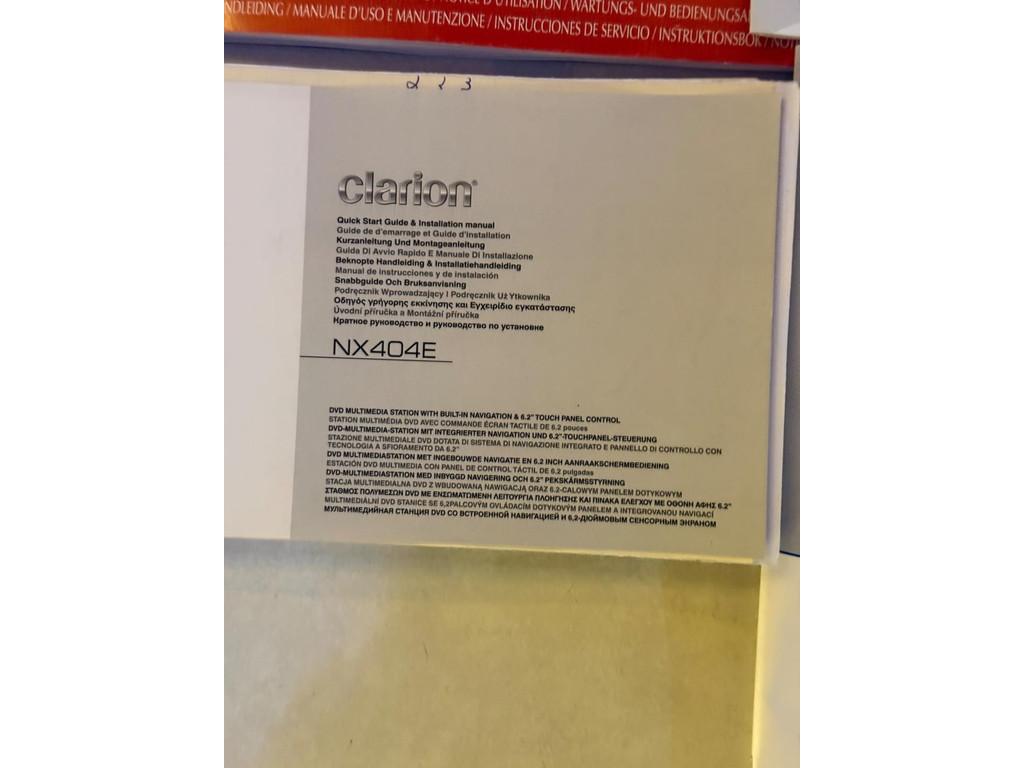 D'UTILISATION / WARTUNGS- UND BEDIENUNGSA
NDLEIDING / MANUALE D'USO E MANUTENZIONE / INSTRUCCIONES DE SERVICIO / INSTRUKTIONSBOK /
clarion®
Quick Start Guide & Installation manual
Guide de d'emarrage et Guide d'installation
Kurzanleitung Und Montageanleitung
Guida Di Avvio Rapido E Manuale Di Installazione
Beknopte Handleiding & Installatiehandleiding
Manual de instrucciones y de instalación
Snabbguide Och Bruksanvisning
Podręcznik Wprowadzający I Podręcznik Uż Ytkownika
Οδηγός γρήγορης εκκίνησης και Εγχειρίδιο εγκατάστασης
Úvodní příručka a Montážní příručka
Краткое руководство и руководство по установке
NX404E
DVD MULTIMEDIA STATION WITH BUILT-IN NAVIGATION & 6.2" TOUCH PANEL CONTROL
STATION MULTIMÉDIA DVD AVEC COMMANDE ÉCRAN TACTILE DE 6.2 pouces
DVD-MULTIMEDIA-STATION MIT INTEGRIERTER NAVIGATION UND 6.2"-TOUCHPANEL-STEUERUNG
STAZIONE MULTIMEDIALE DVD DOTATA DI SISTEMA DI NAVIGAZIONE INTEGRATO E PANNELLO DI CONTROLLO CON
TECNOLOGIA A SFIORAMENTO DA 6.2"
DVD MULTIMEDIASTATION MET INGEBOUWDE NAVIGATIE EN 6.2 INCH AANRAAKSCHERMBEDIENING
ESTACIÓN DVD MULTIMEDIA CON PANEL DE CONTROL TÁCTIL DE 6.2 pulgadas
DVD-MULTIMEDIASTATION MED INBYGGD NAVIGERING OCH 6.2" PEKSKÄRMSSTYRNING
STACJA MULTIMEDIALNA DVD Z WBUDOWANĄ NAWIGACJĄ ORAZ 6.2-CALOWYM PANELEM DOTYKOWYM
ΣΤΑΘΜΟΣ ΠΟΛΥΜΕΣΩΝ DVD ΜΕ ΕΝΣΩΜΑΤΩΜΕΝΗ ΛΕΙΤΟΥΡΓΙΑ ΠΛΟΗΓΗΣΗΣ ΚΑΙ ΠΙΝΑΚΑ ΕΛΕΓΧΟΥ ΜΕ ΟΘΟΝΗ ΑΦΗΣ 6.2"
MULTIMEDIÁLNÍ DVD STANICE SE 6,2PALCOVÝM OVLÁDACÍM DOTYKOVÝM PANELEM A INTEGROVANOU NAVIGACÍ
МУЛЬТИМЕДИЙНАЯ СТАНЦИЯ DVD СО ВСТРОЕННОЙ НАВИГАЦИЕЙ И 6,2-ДЮЙМОВЫМ СЕНСОРНЫМ ЭКРАНОМ